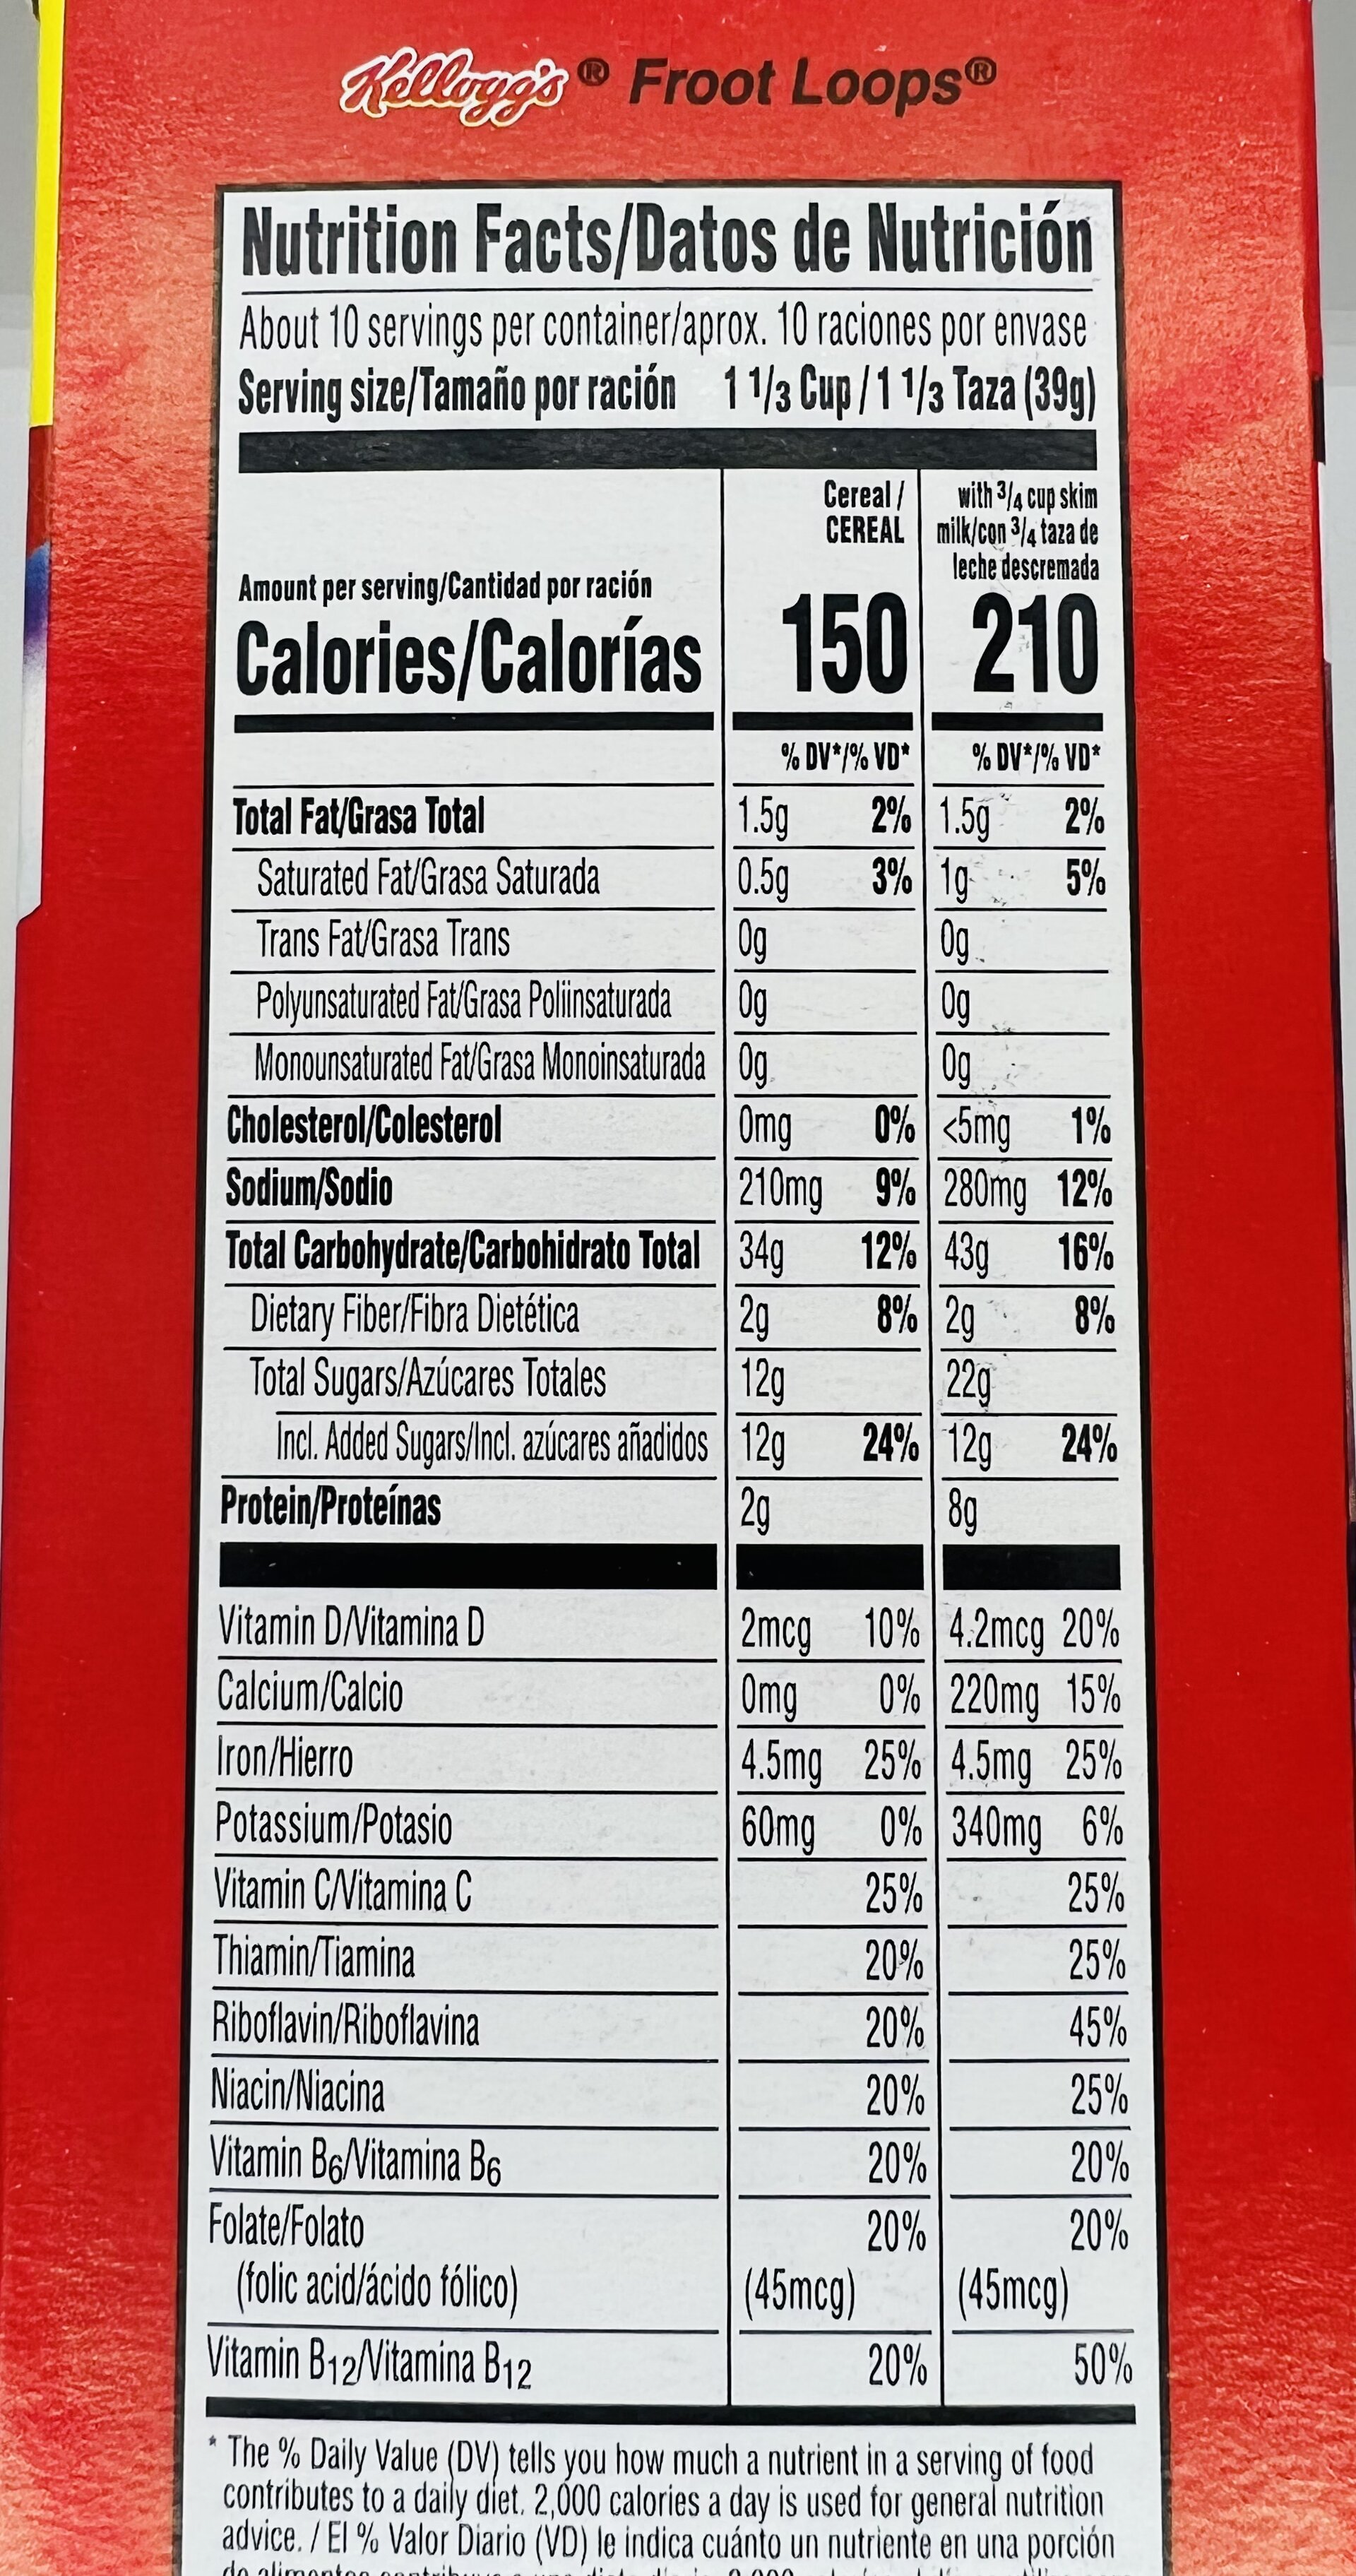 Kellogg's® Froot Loops®
Nutrition Facts/Datos de Nutrición
About 10 servings per container/aprox. 10 raciones por envase
Serving size/Tamaño por ración 1 1/3 Cup / 1 1/3 Taza (39g)
Cereal / CEREAL
with 3/4 cup skim milk/con 3/4 taza de leche descremada
Amount per serving/Cantidad por ración
Calories/Calorías 150 210
% DV*/% VD* % DV*/% VD*
Total Fat/Grasa Total 1.5g 2% 1.5g 2%
Saturated Fat/Grasa Saturada 0.5g 3% 1g 5%
Trans Fat/Grasa Trans 0g 0g
Polyunsaturated Fat/Grasa Poliinsaturada 0g 0g
Monounsaturated Fat/Grasa Monoinsaturada 0g 0g
Cholesterol/Colesterol 0mg 0% <5mg 1%
Sodium/Sodio 210mg 9% 280mg 12%
Total Carbohydrate/Carbohidrato Total 34g 12% 43g 16%
Dietary Fiber/Fibra Dietética 2g 8% 2g 8%
Total Sugars/Azúcares Totales 12g 22g
Incl. Added Sugars/Incl. azúcares añadidos 12g 24% 12g 24%
Protein/Proteínas 2g 8g
Vitamin D/Vitamina D 2mcg 10% 4.2mcg 20%
Calcium/Calcio 0mg 0% 220mg 15%
Iron/Hierro 4.5mg 25% 4.5mg 25%
Potassium/Potasio 60mg 0% 340mg 6%
Vitamin C/Vitamina C 25% 25%
Thiamin/Tiamina 20% 25%
Riboflavin/Riboflavina 20% 45%
Niacin/Niacina 20% 25%
Vitamin B6/Vitamina B6 20% 20%
Folate/Folato 20% 20%
(folic acid/ácido fólico) (45mcg) (45mcg)
Vitamin B12/Vitamina B12 20% 50%
* The % Daily Value (DV) tells you how much a nutrient in a serving of food
contributes to a daily diet. 2,000 calories a day is used for general nutrition
advice. / El % Valor Diario (VD) le indica cuánto un nutriente en una porción